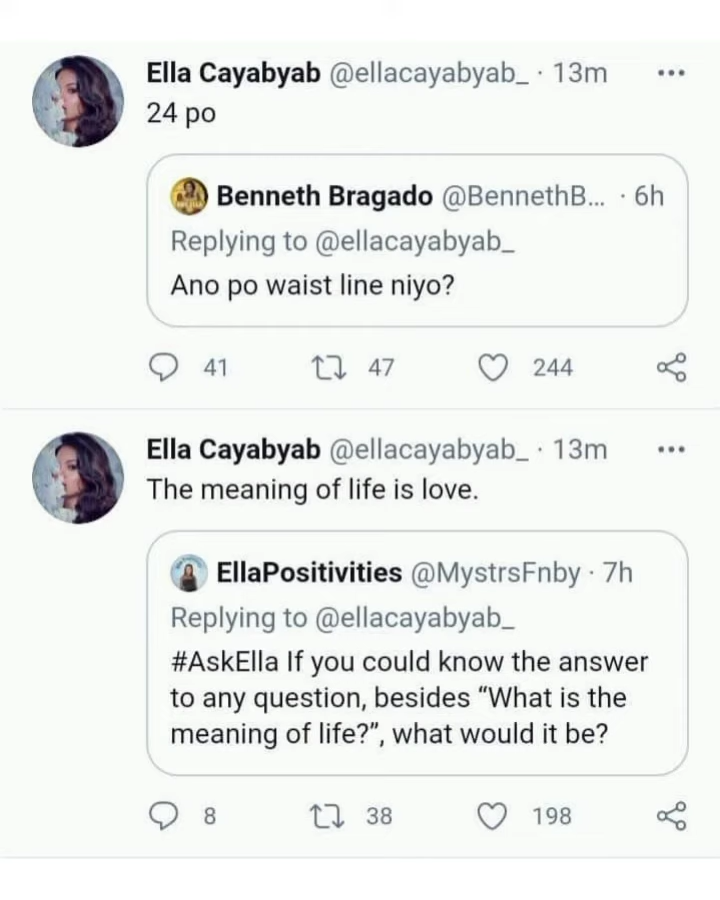 Ella Cayabyab @ellacayabyab_ · 13m
24 po
Benneth Bragado @BennethB... · 6h
Replying to @ellacayabyab_
Ano po waist line niyo?
41 47 244
Ella Cayabyab @ellacayabyab_ · 13m
The meaning of life is love.
EllaPositivities @MystrsFnby · 7h
Replying to @ellacayabyab_
#AskElla If you could know the answer
to any question, besides “What is the
meaning of life?”, what would it be?
8 38 198